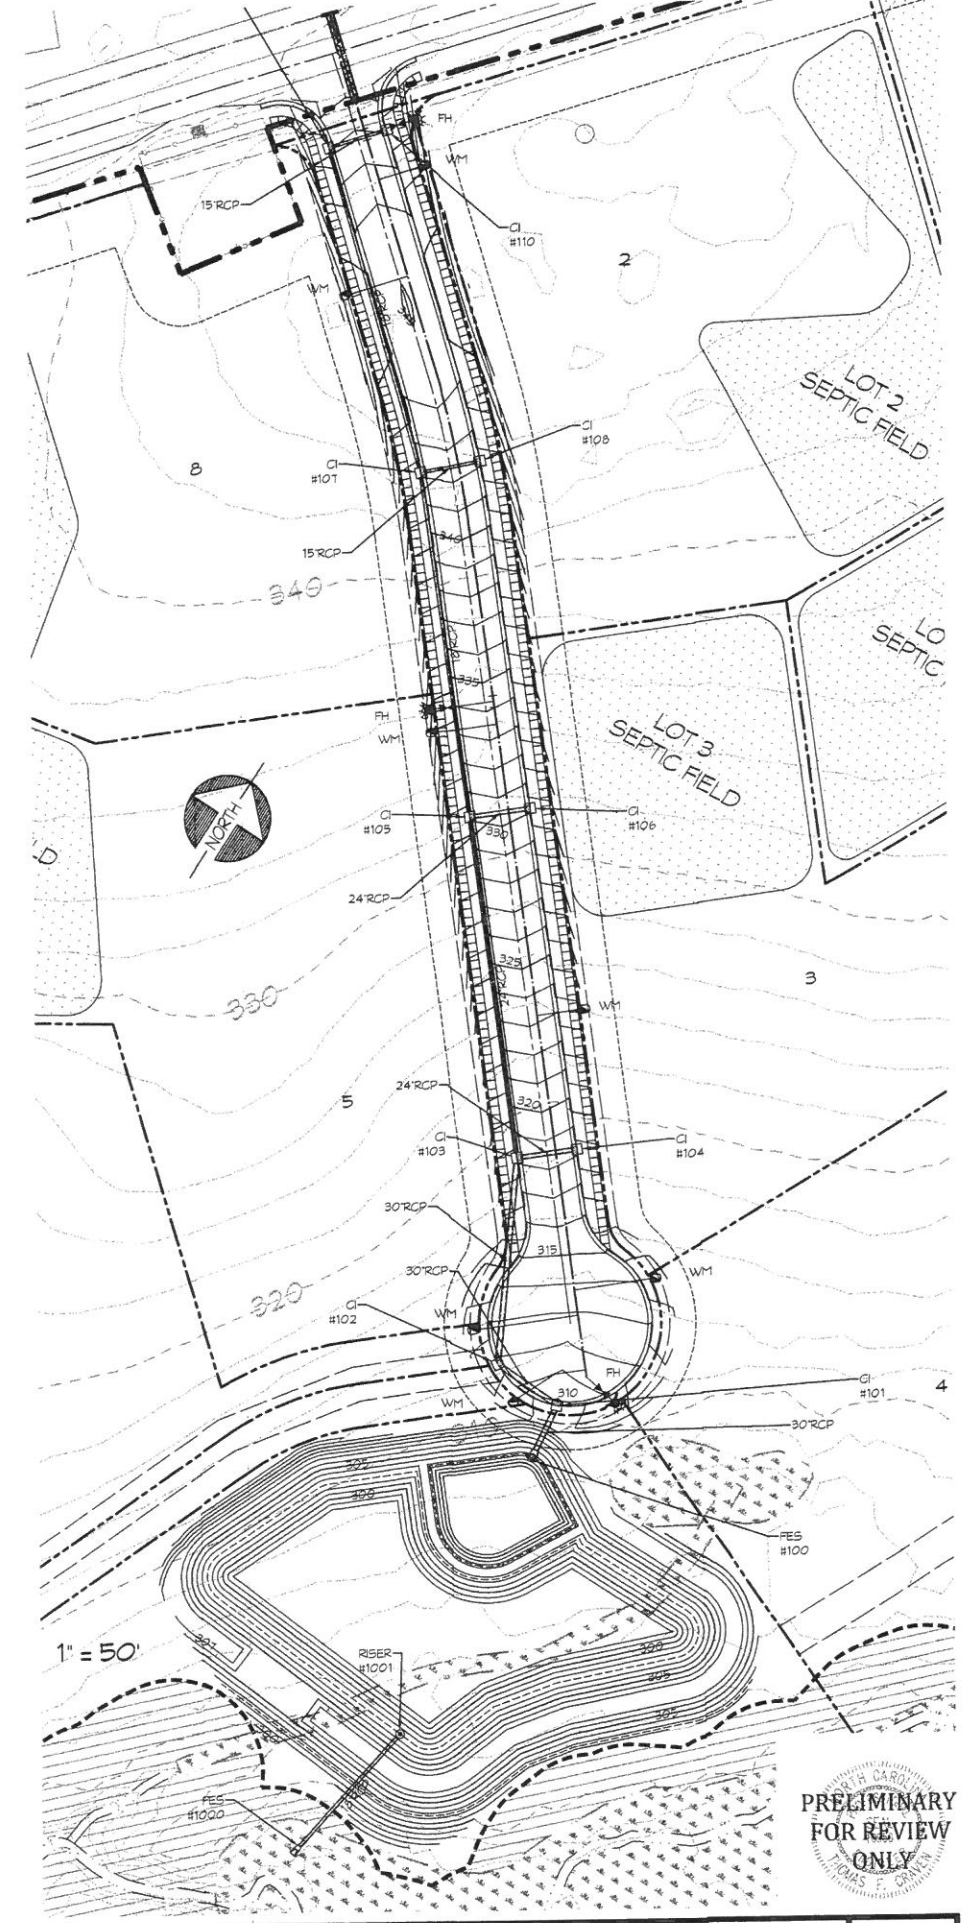 FH
WM
15"RCP
CI
#110
2
WM
LOT 2
SEPTIC FIELD
CI
#108
8
CI
#107
15"RCP
340
340
LO
SEPTIC
335
FH
WM
LOT 3
SEPTIC FIELD
NORTH
CI
#105
330
CI
#106
24"RCP
325
3
330
WM
24"RCP
5
320
CI
#103
CI
#104
30"RCP
315
30"RCP
WM
320
CI
#102
WM
FH
310
CI
#101
4
WM
30"RCP
305
300
FES
#100
1" = 50'
RISER
#1001
300
305
305
FES
#1000
NORTH CAROLINA
THOMAS F. CRAVEN
PRELIMINARY
FOR REVIEW
ONLY